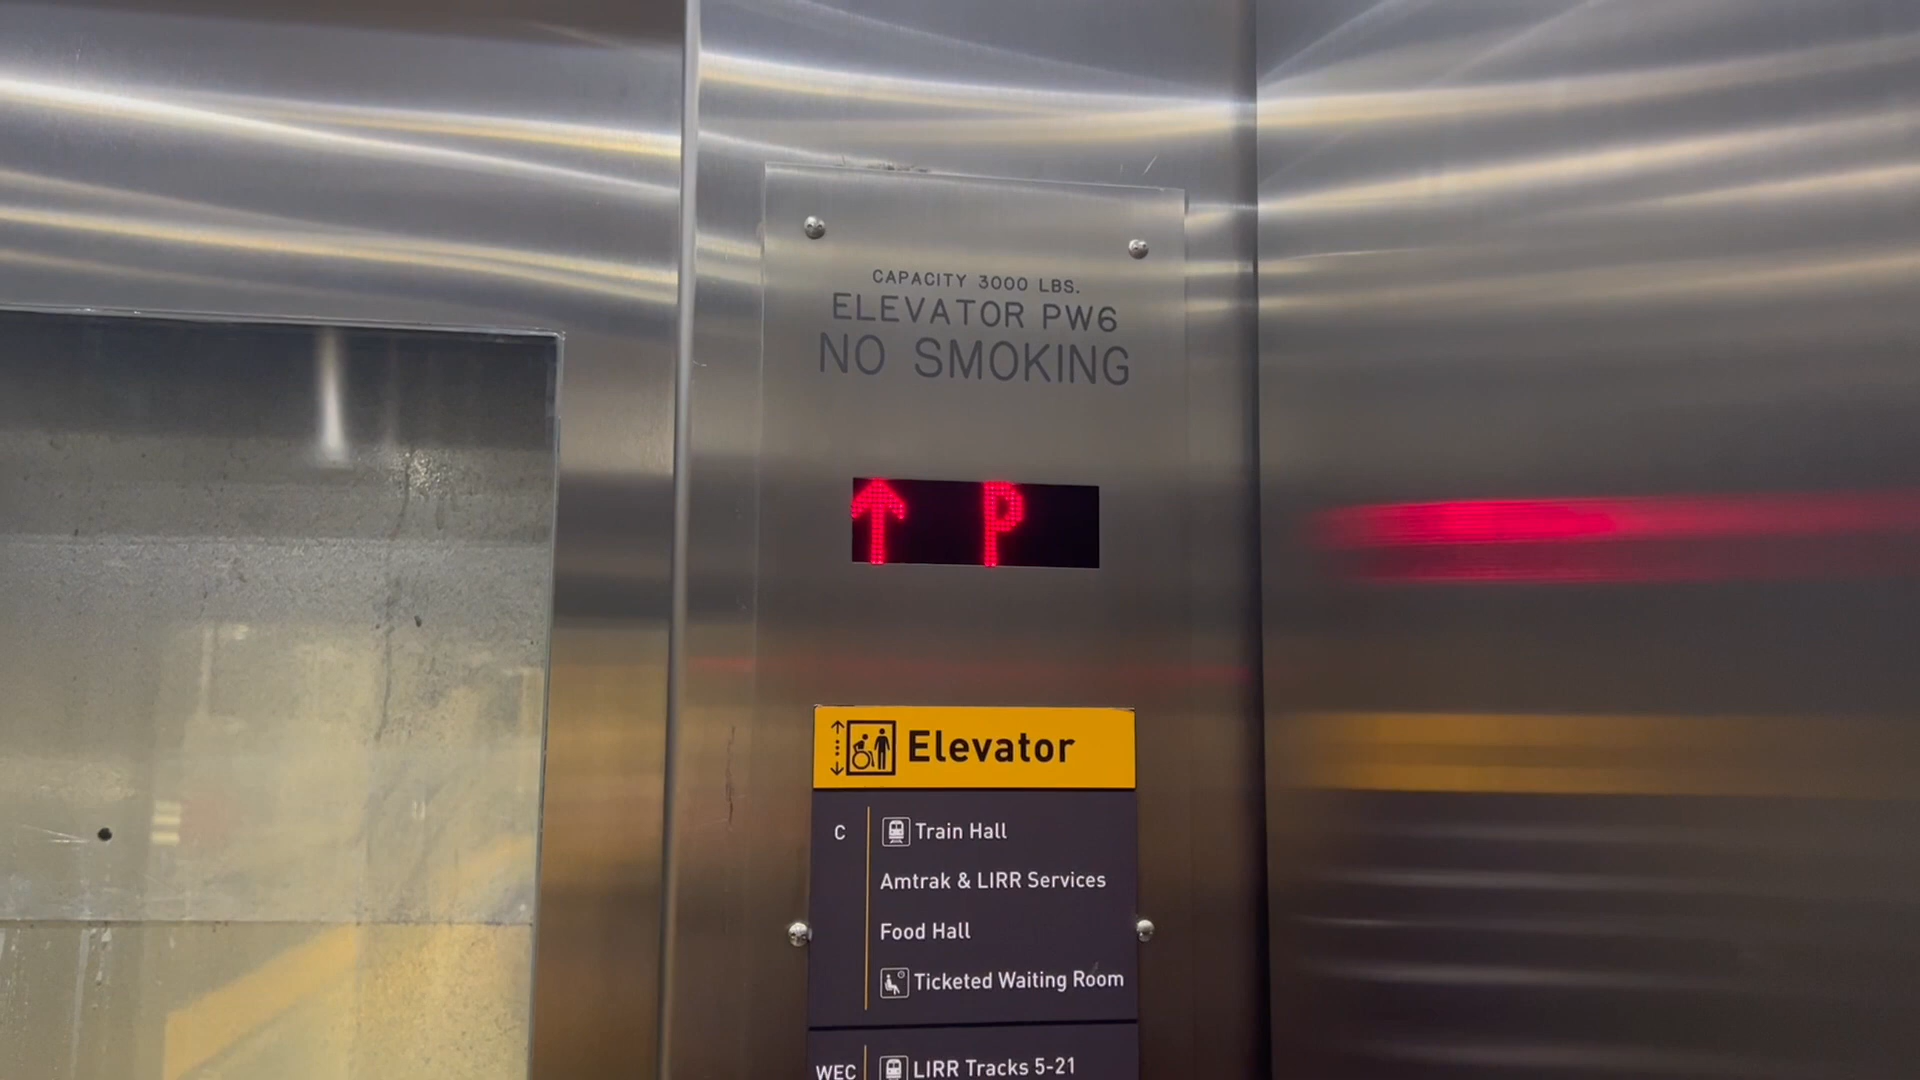 CAPACITY 3000 LBS.
ELEVATOR PW6
NO SMOKING
P
Elevator
C
Train Hall
Amtrak & LIRR Services
Food Hall
Ticketed Waiting Room
WEC
LIRR Tracks 5-21